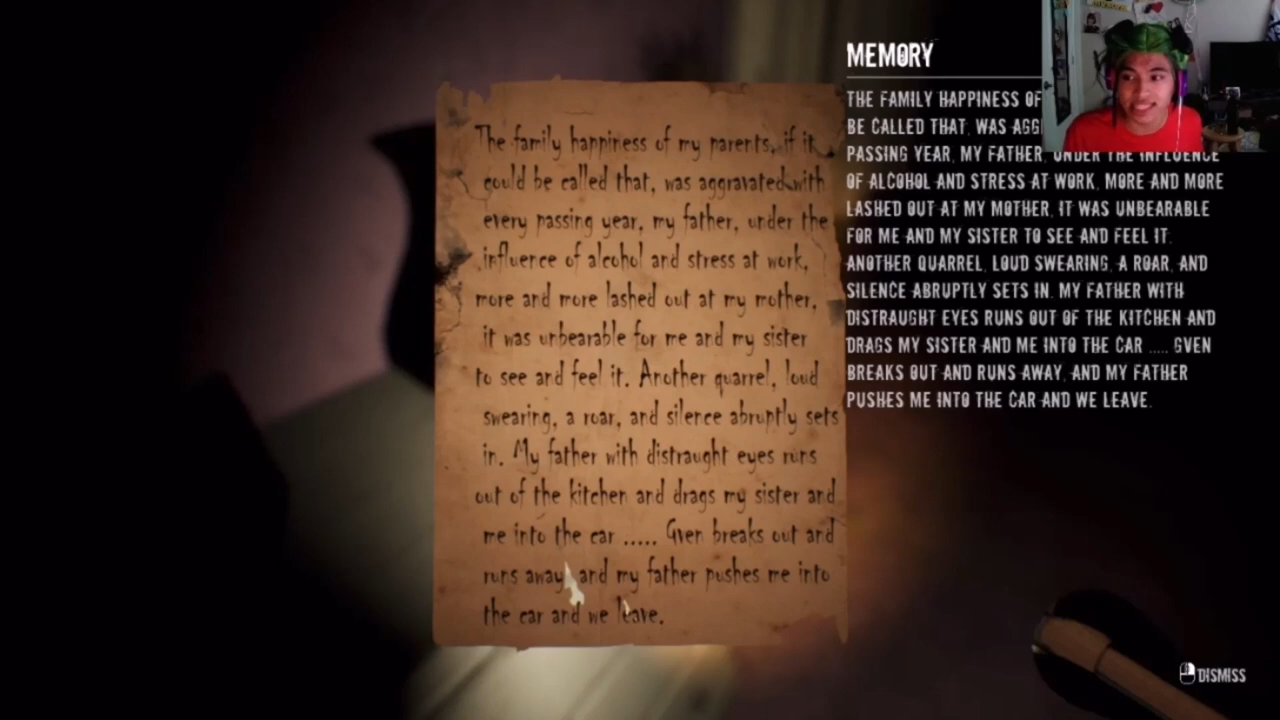 The family happiness of my parents, if it
could be called that, was aggravated with
every passing year, my father, under the
influence of alcohol and stress at work,
more and more lashed out at my mother,
it was unbearable for me and my sister
to see and feel it. Another quarrel, loud
swearing, a roar, and silence abruptly sets
in. My father with distraught eyes runs
out of the kitchen and drags my sister and
me into the car ..... Gven breaks out and
runs away, and my father pushes me into
the car and we leave.
MEMORY
THE FAMILY HAPPINESS OF
BE CALLED THAT, WAS
PASSING YEAR, MY FATHER, UNDER THE INFLUENCE
OF ALCOHOL AND STRESS AT WORK, MORE AND MORE
LASHED OUT AT MY MOTHER, IT WAS UNBEARABLE
FOR ME AND MY SISTER TO SEE AND FEEL IT.
ANOTHER QUARREL, LOUD SWEARING, A ROAR, AND
SILENCE ABRUPTLY SETS IN. MY FATHER WITH
DISTRAUGHT EYES RUNS OUT OF THE KITCHEN AND
DRAGS MY SISTER AND ME INTO THE CAR ..... GVEN
BREAKS OUT AND RUNS AWAY, AND MY FATHER
PUSHES ME INTO THE CAR AND WE LEAVE.
DISMISS